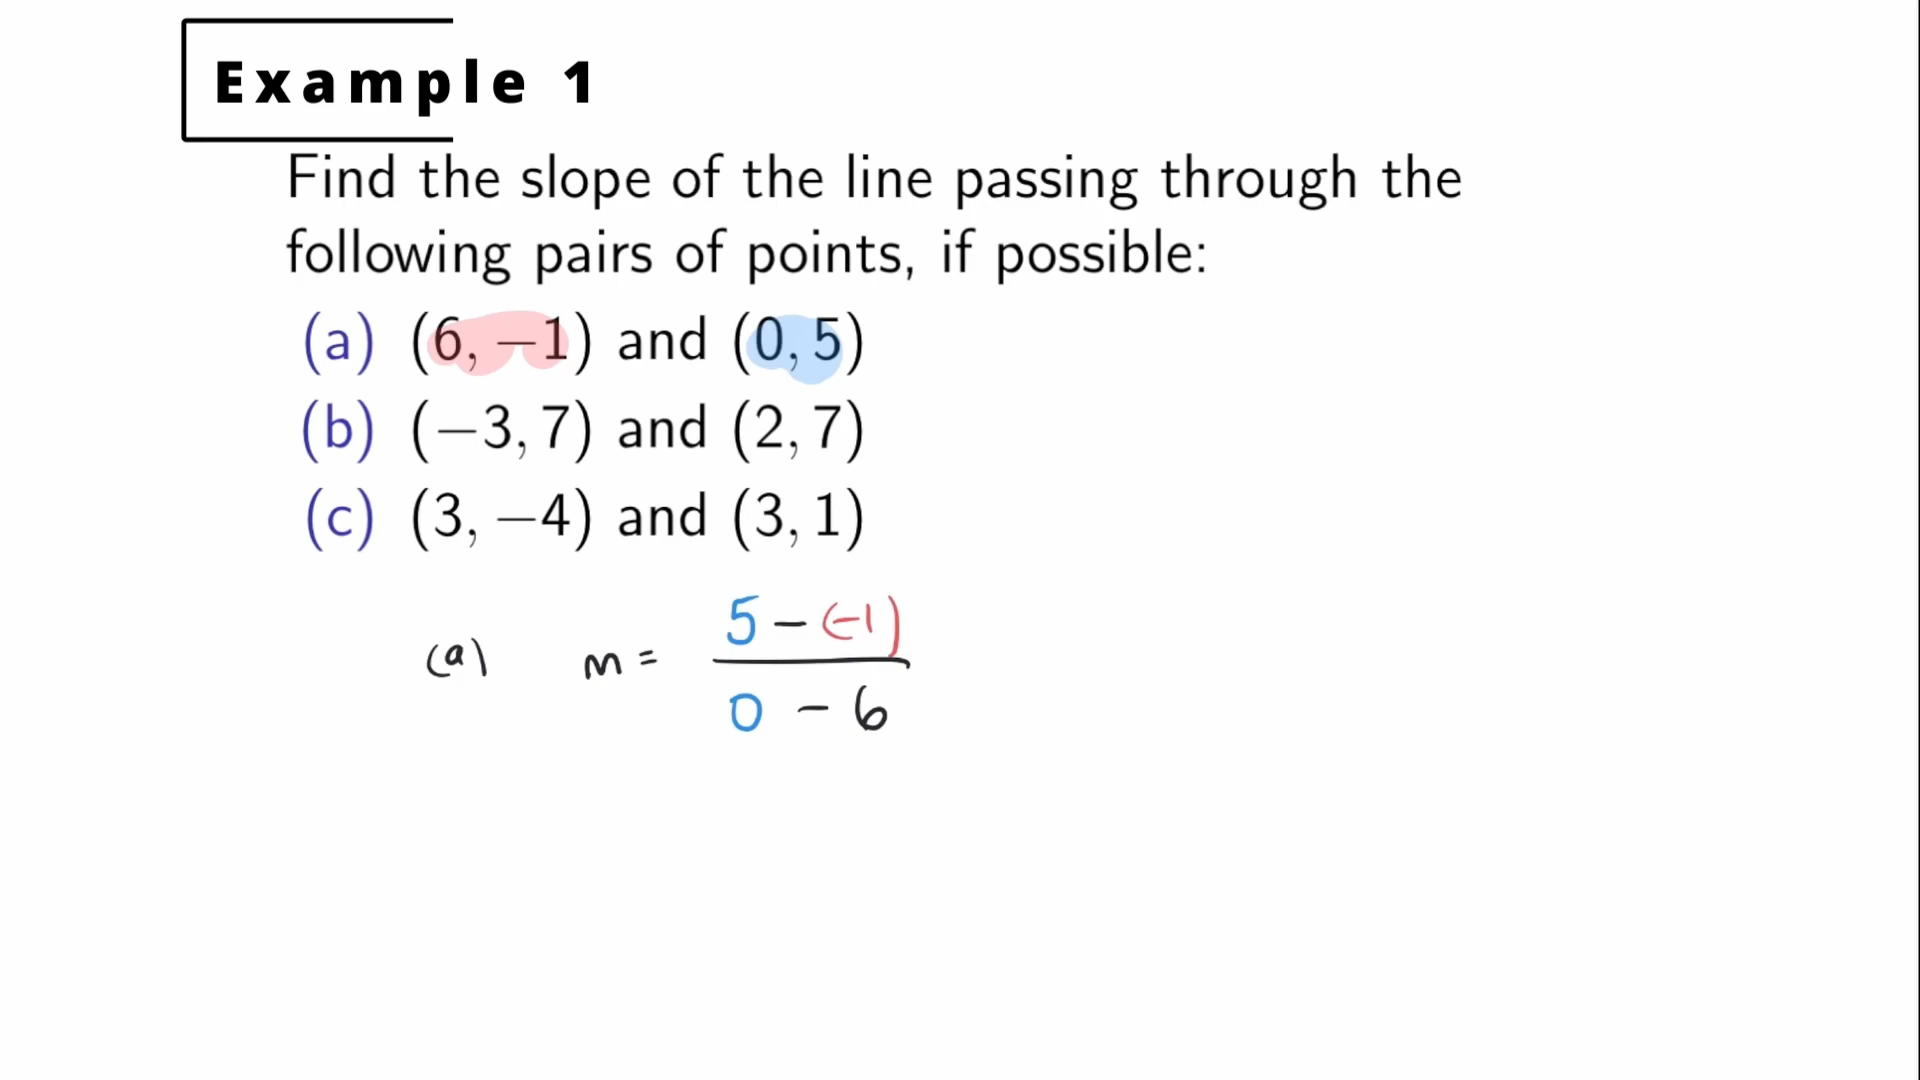 Example 1
Find the slope of the line passing through the
following pairs of points, if possible:
(a) (6, −1) and (0, 5)
(b) (−3, 7) and (2, 7)
(c) (3, −4) and (3, 1)
5 − (−1)
(a) m =
0 − 6